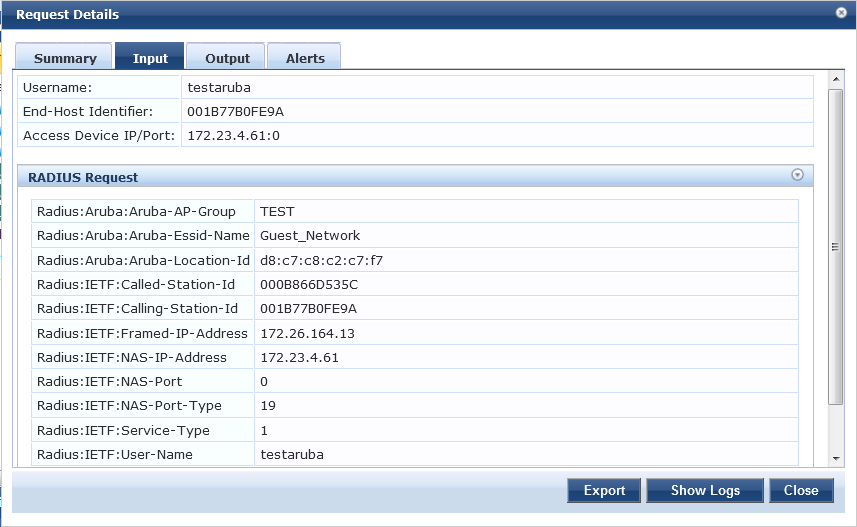 Request Details
Summary Input Output Alerts
Username: testaruba
End-Host Identifier: 001B77B0FE9A
Access Device IP/Port: 172.23.4.61:0
RADIUS Request
Radius:Aruba:Aruba-AP-Group TEST
Radius:Aruba:Aruba-Essid-Name Guest_Network
Radius:Aruba:Aruba-Location-Id d8:c7:c8:c2:c7:f7
Radius:IETF:Called-Station-Id 000B866D535C
Radius:IETF:Calling-Station-Id 001B77B0FE9A
Radius:IETF:Framed-IP-Address 172.26.164.13
Radius:IETF:NAS-IP-Address 172.23.4.61
Radius:IETF:NAS-Port 0
Radius:IETF:NAS-Port-Type 19
Radius:IETF:Service-Type 1
Radius:IETF:User-Name testaruba
Export Show Logs Close